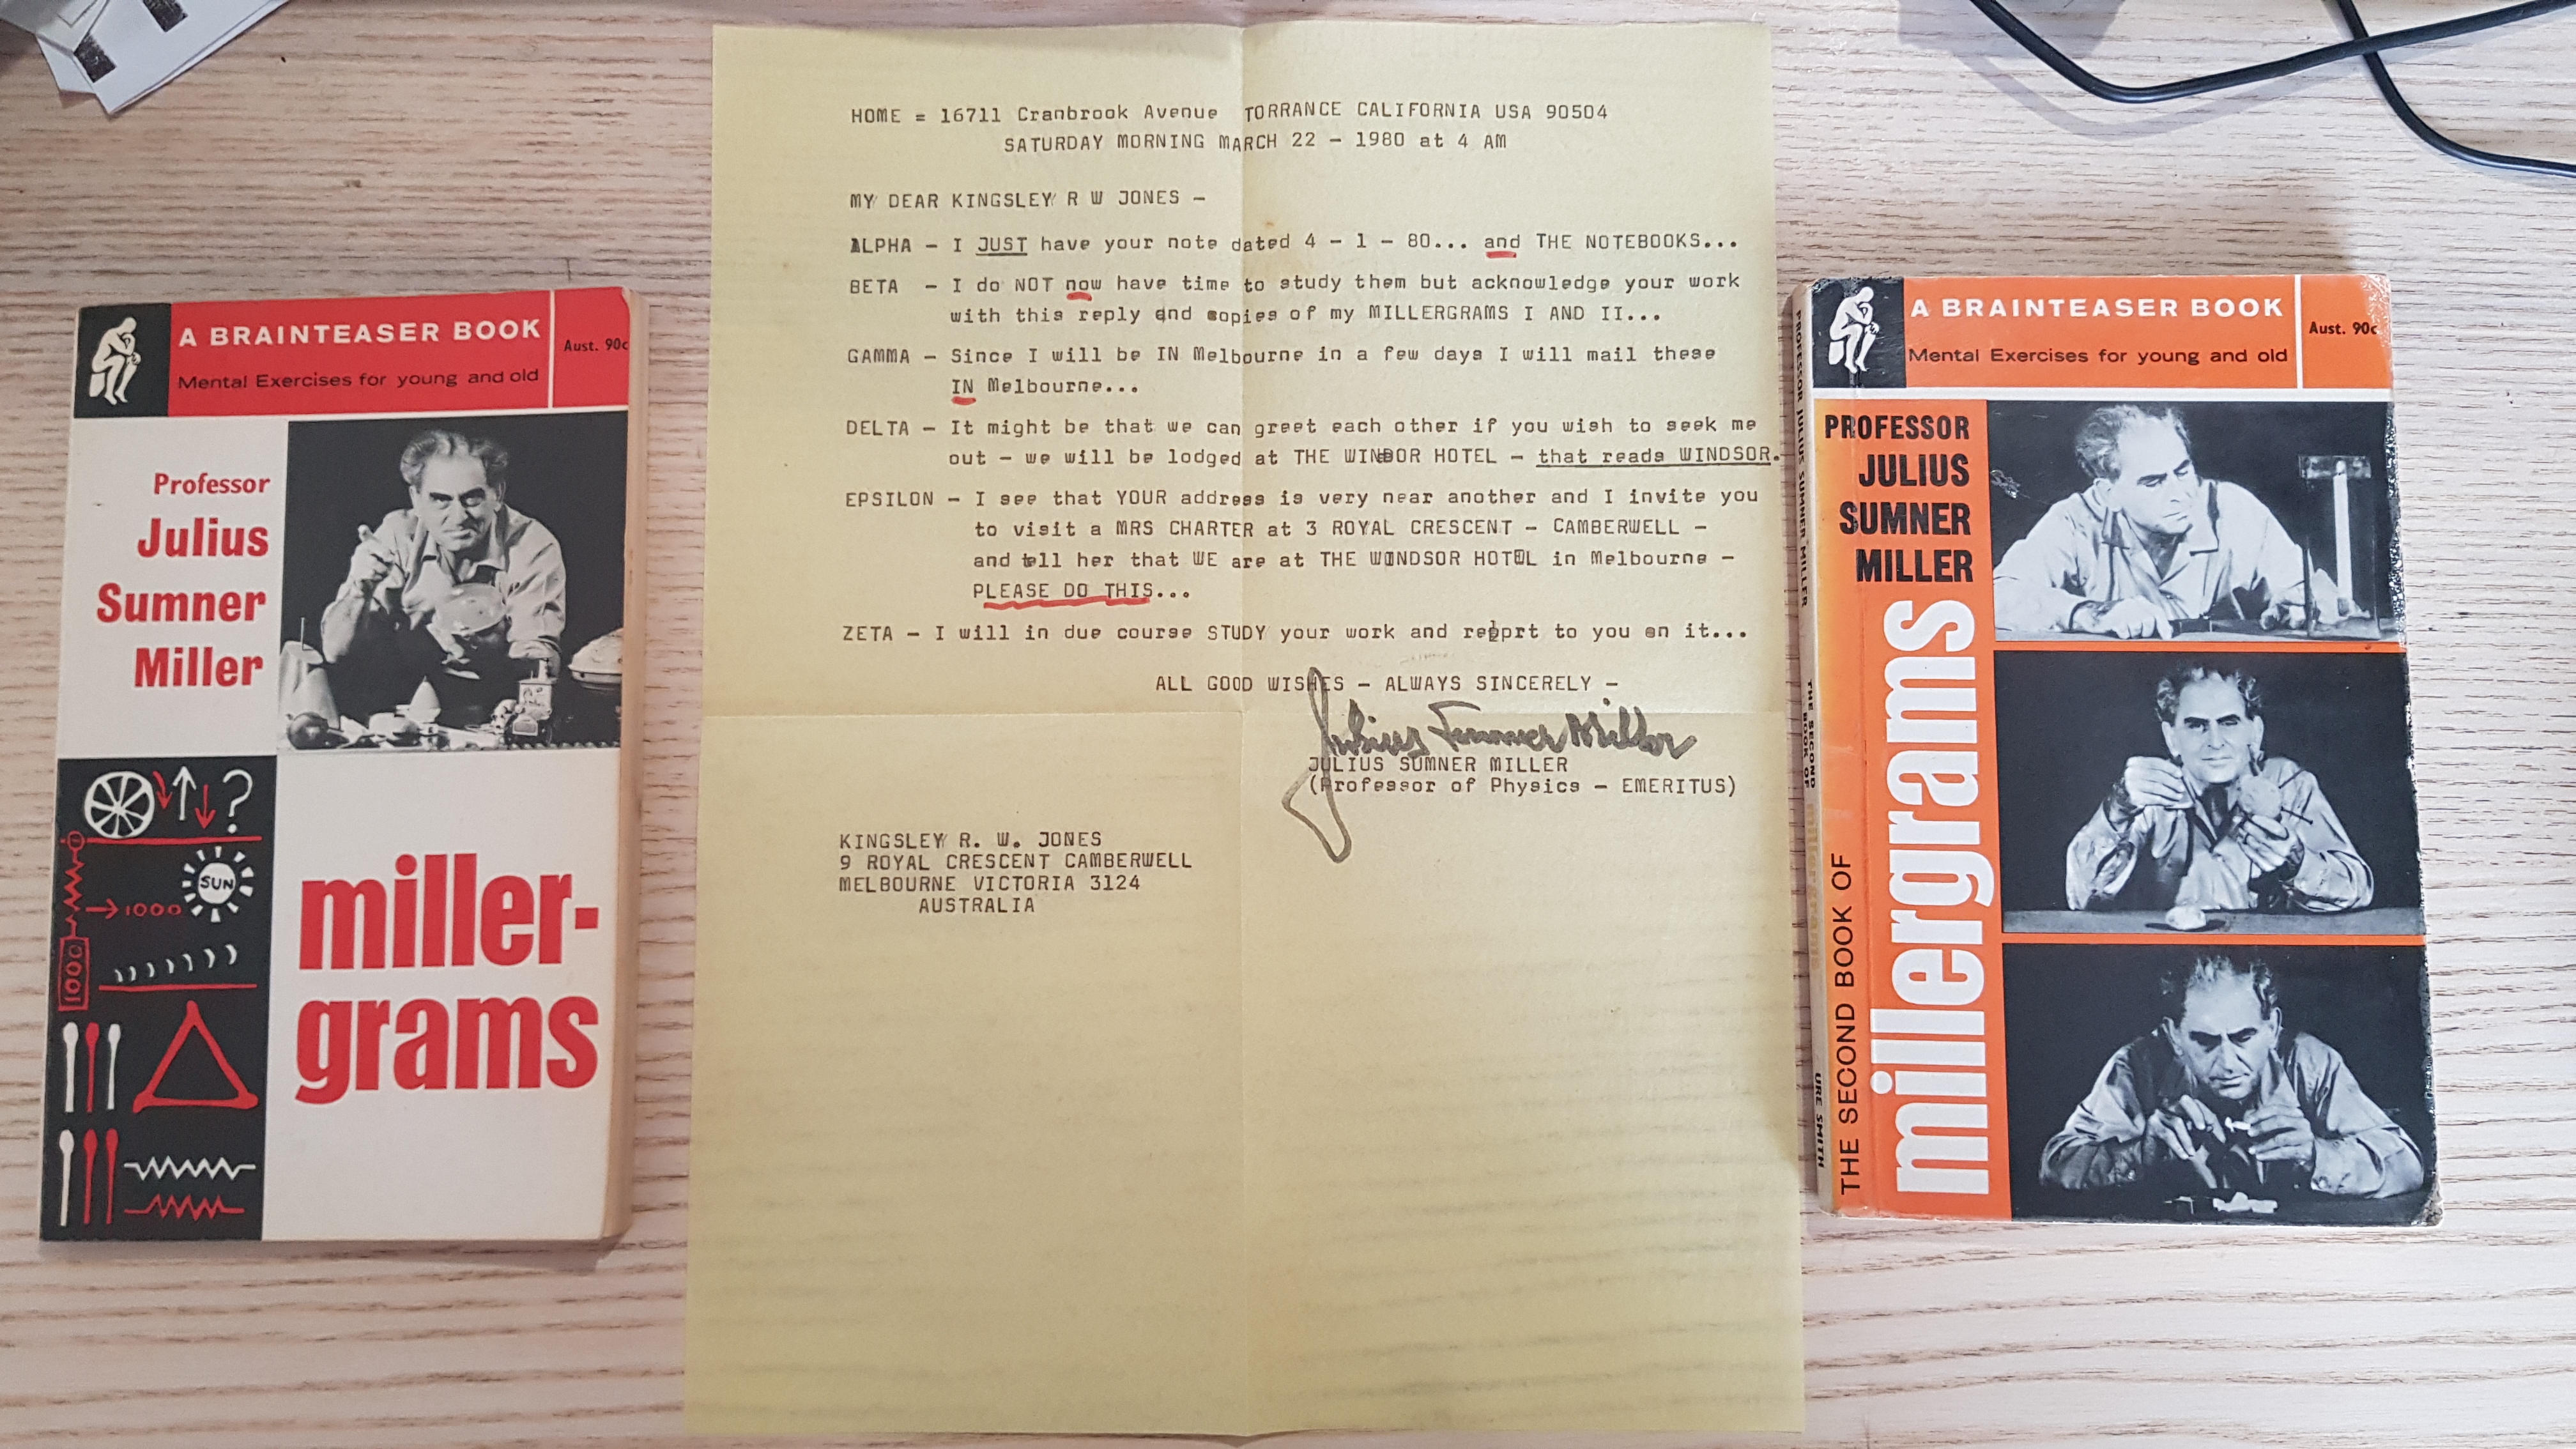 A BRAINTEASER BOOK
Mental Exercises for young and old
Aust. 90c
Professor
Julius
Sumner
Miller
?
SUN
1000
1000
miller-
grams
HOME = 16711 Cranbrook Avenue TORRANCE CALIFORNIA USA 90504
SATURDAY MORNING MARCH 22 - 1980 at 4 AM
MY DEAR KINGSLEY R W JONES -
ALPHA - I JUST have your note dated 4 - 1 - 80... and THE NOTEBOOKS...
BETA - I do NOT now have time to study them but acknowledge your work
with this reply and copies of my MILLERGRAMS I AND II...
GAMMA - Since I will be IN Melbourne in a few days I will mail these
IN Melbourne...
DELTA - It might be that we can greet each other if you wish to seek me
out - we will be lodged at THE WINDOR HOTEL - that reads WINDSOR.
EPSILON - I see that YOUR address is very near another and I invite you
to visit a MRS CHARTER at 3 ROYAL CRESCENT - CAMBERWELL -
and tell her that WE are at THE WINDSOR HOTEL in Melbourne -
PLEASE DO THIS...
ZETA - I will in due course STUDY your work and report to you on it...
ALL GOOD WISHES - ALWAYS SINCERELY -
Julius Sumner Miller
JULIUS SUMNER MILLER
(Professor of Physics - EMERITUS)
KINGSLEY R. W. JONES
9 ROYAL CRESCENT CAMBERWELL
MELBOURNE VICTORIA 3124
AUSTRALIA
PROFESSOR JULIUS SUMNER MILLER
THE SECOND BOOK OF
millergrams
URE SMITH
A BRAINTEASER BOOK
Mental Exercises for young and old
Aust. 90c
PROFESSOR
JULIUS
SUMNER
MILLER
THE SECOND BOOK OF
millergrams